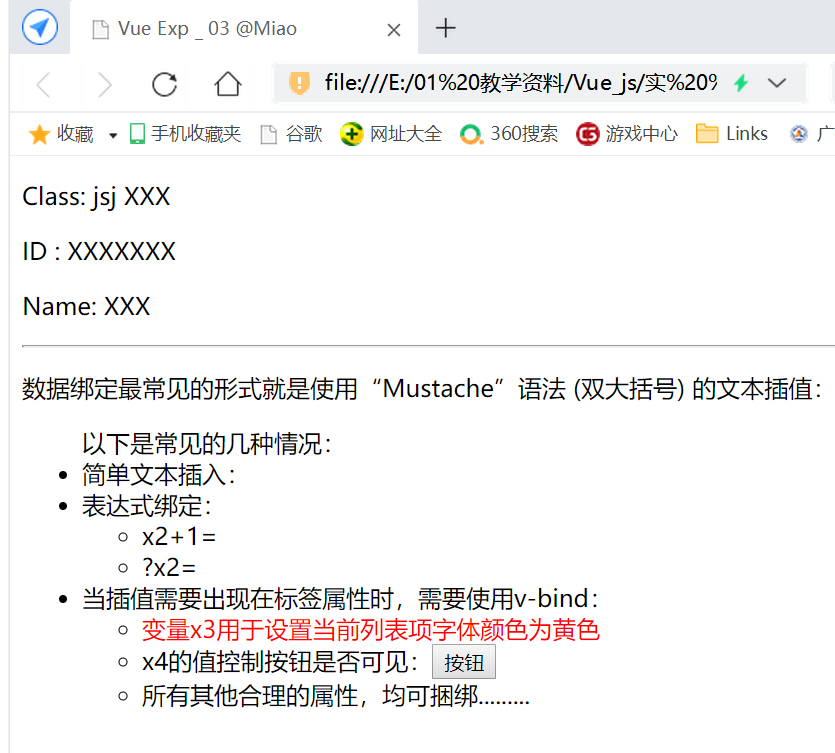 Vue Exp _ 03 @Miao
file:///E:/01%20教学资料/Vue_js/实%20%
收藏 手机收藏夹 谷歌 网址大全 360搜索 游戏中心 Links 广
Class: jsj XXX
ID : XXXXXXX
Name: XXX
数据绑定最常见的形式就是使用“Mustache”语法 (双大括号) 的文本插值：
以下是常见的几种情况：
简单文本插入：
表达式绑定：
x2+1=
?x2=
当插值需要出现在标签属性时，需要使用v-bind：
变量x3用于设置当前列表项字体颜色为黄色
x4的值控制按钮是否可见： 按钮
所有其他合理的属性，均可捆绑.........